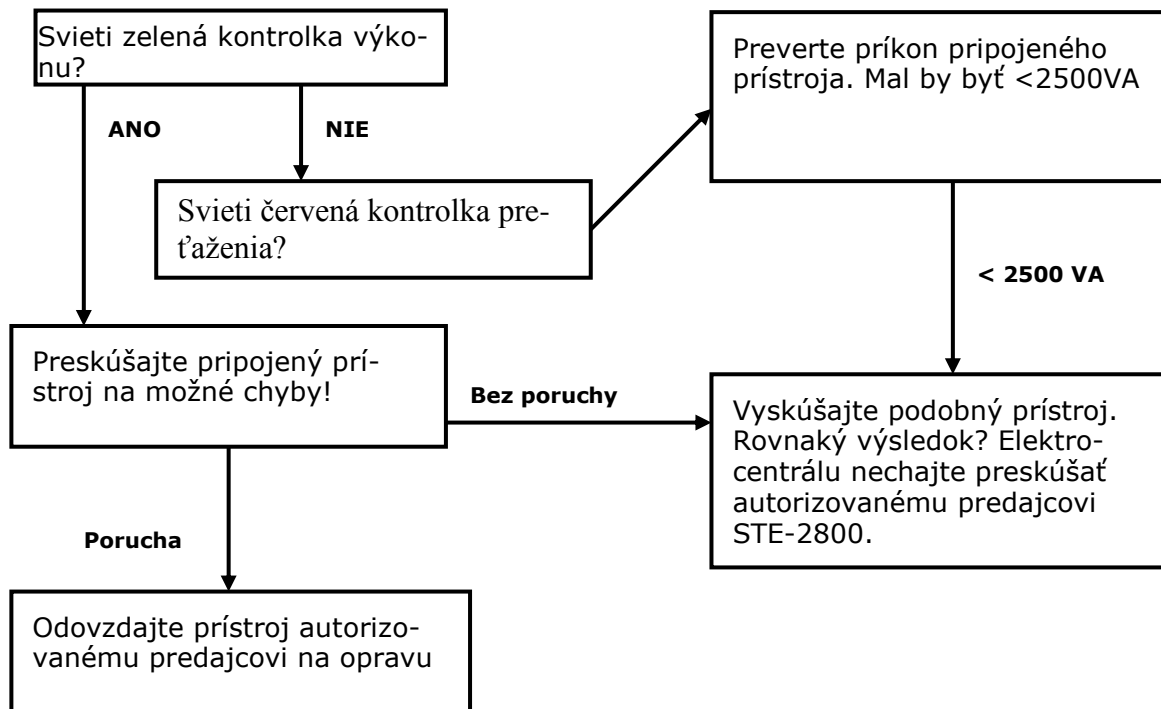 Svieti zelená kontrolka výko-
nu?
Preverte príkon pripojeného
prístroja. Mal by byť <2500VA
ANO
NIE
Svieti červená kontrolka pre-
ťaženia?
< 2500 VA
Preskúšajte pripojený prí-
stroj na možné chyby!
Bez poruchy
Vyskúšajte podobný prístroj.
Rovnaký výsledok? Elektro-
centrálu nechajte preskúšať
autorizovanému predajcovi
STE-2800.
Porucha
Odovzdajte prístroj autorizo-
vanému predajcovi na opravu